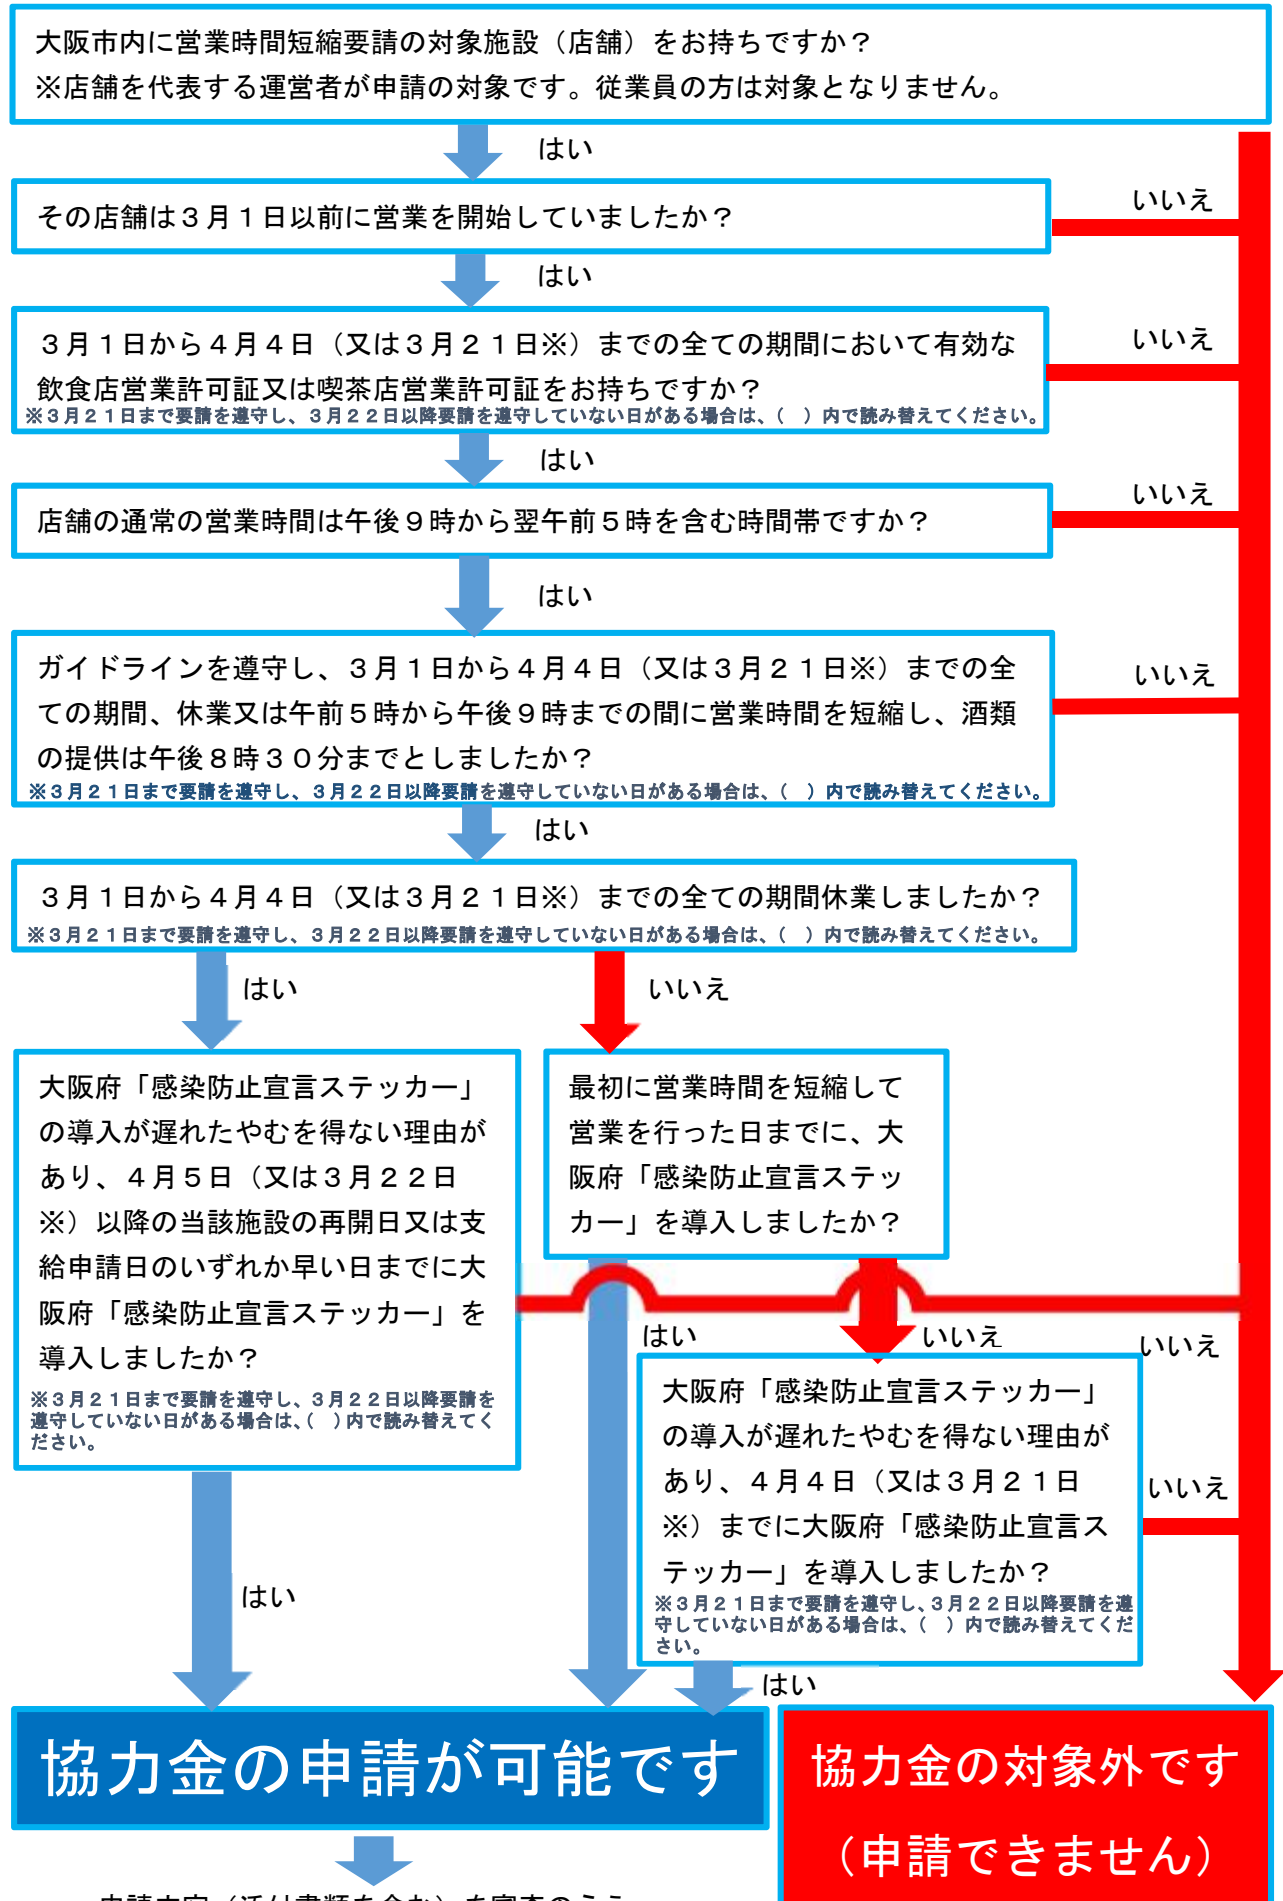 大阪市内に営業時間短縮要請の対象施設（店舗）をお持ちですか？
※店舗を代表する運営者が申請の対象です。従業員の方は対象となりません。
はい
いいえ
その店舗は３月１日以前に営業を開始していましたか？
はい
いいえ
３月１日から４月４日（又は３月２１日※）までの全ての期間において有効な
飲食店営業許可証又は喫茶店営業許可証をお持ちですか？
※３月２１日まで要請を遵守し、３月２２日以降要請を遵守していない日がある場合は、（　）内で読み替えてください。
はい
いいえ
店舗の通常の営業時間は午後９時から翌午前５時を含む時間帯ですか？
はい
ガイドラインを遵守し、３月１日から４月４日（又は３月２１日※）までの全
ての期間、休業又は午前５時から午後９時までの間に営業時間を短縮し、酒類
の提供は午後８時３０分までとしましたか？
※３月２１日まで要請を遵守し、３月２２日以降要請を遵守していない日がある場合は、（　）内で読み替えてください。
いいえ
はい
３月１日から４月４日（又は３月２１日※）までの全ての期間休業しましたか？
※３月２１日まで要請を遵守し、３月２２日以降要請を遵守していない日がある場合は、（　）内で読み替えてください。
はい
いいえ
大阪府「感染防止宣言ステッカー」
の導入が遅れたやむを得ない理由が
あり、４月５日（又は３月２２日
※）以降の当該施設の再開日又は支
給申請日のいずれか早い日までに大
阪府「感染防止宣言ステッカー」を
導入しましたか？
※３月２１日まで要請を遵守し、３月２２日以降要請を
遵守していない日がある場合は、（　）内で読み替えてく
ださい。
最初に営業時間を短縮して
営業を行った日までに、大
阪府「感染防止宣言ステッ
カー」を導入しましたか？
はい
いいえ
いいえ
大阪府「感染防止宣言ステッカー」
の導入が遅れたやむを得ない理由が
あり、４月４日（又は３月２１日
※）までに大阪府「感染防止宣言ス
テッカー」を導入しましたか？
※３月２１日まで要請を遵守し、３月２２日以降要請を遵
守していない日がある場合は、（　）内で読み替えてくだ
さい。
いいえ
はい
はい
協力金の申請が可能です
協力金の対象外です
（申請できません）